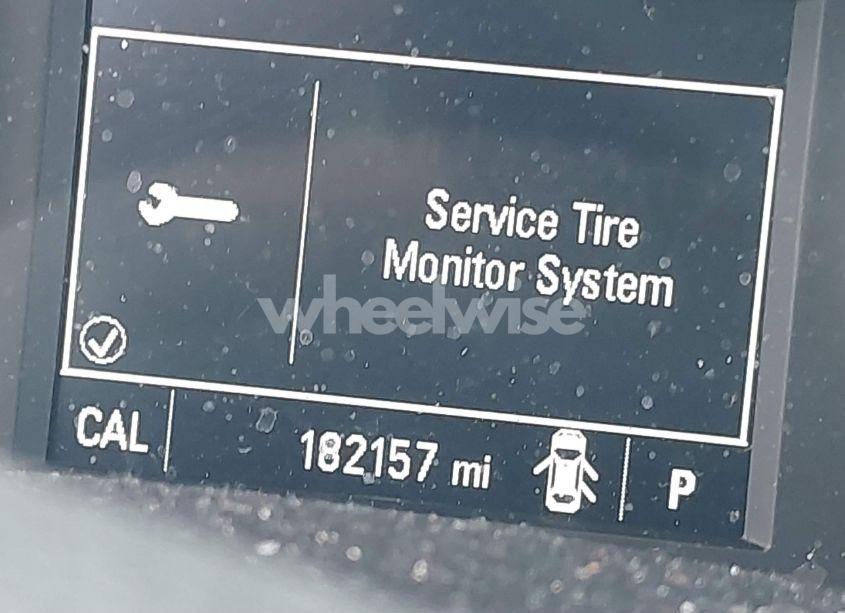 Service Tire
Monitor System
wheelwise
CAL 182157 mi P